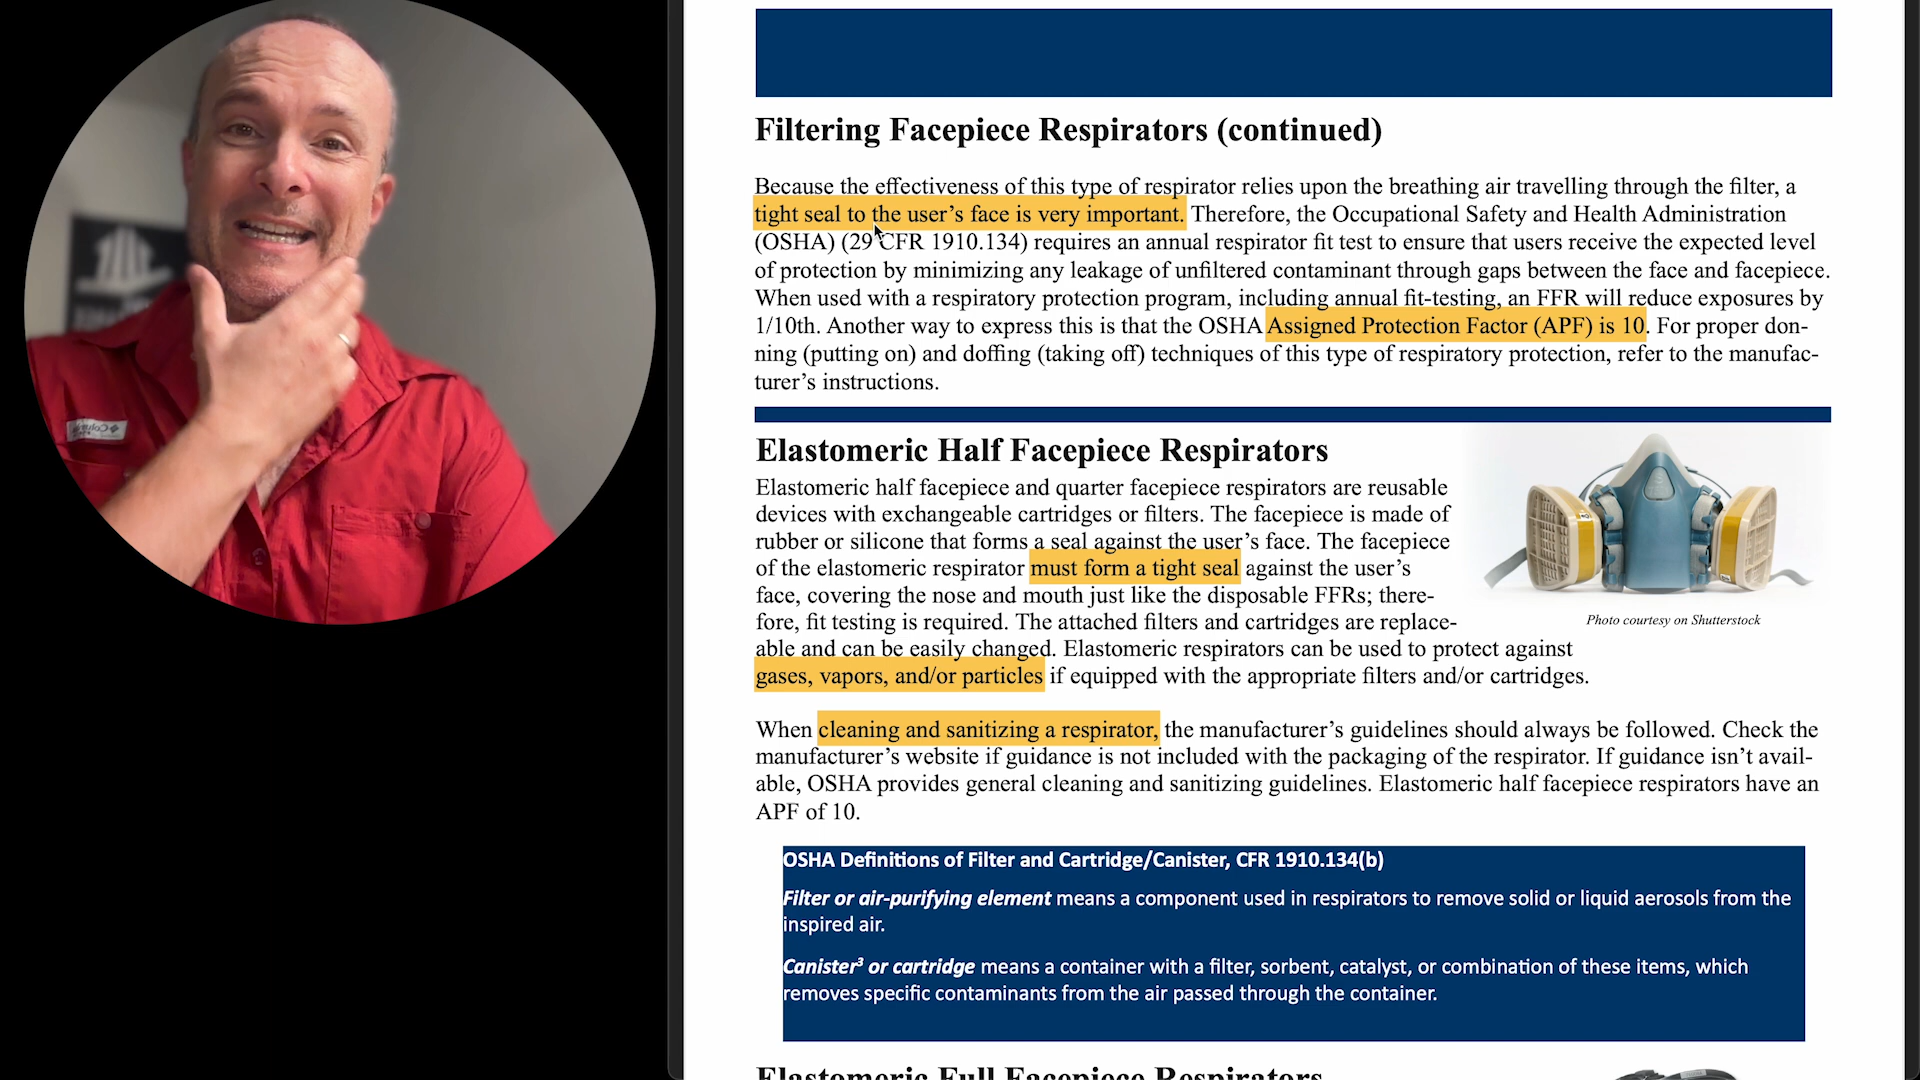 Filtering Facepiece Respirators (continued)
Because the effectiveness of this type of respirator relies upon the breathing air travelling through the filter, a
tight seal to the user’s face is very important. Therefore, the Occupational Safety and Health Administration
(OSHA) (29 CFR 1910.134) requires an annual respirator fit test to ensure that users receive the expected level
of protection by minimizing any leakage of unfiltered contaminant through gaps between the face and facepiece.
When used with a respiratory protection program, including annual fit-testing, an FFR will reduce exposures by
1/10th. Another way to express this is that the OSHA Assigned Protection Factor (APF) is 10. For proper don-
ning (putting on) and doffing (taking off) techniques of this type of respiratory protection, refer to the manufac-
turer’s instructions.
Elastomeric Half Facepiece Respirators
Elastomeric half facepiece and quarter facepiece respirators are reusable
devices with exchangeable cartridges or filters. The facepiece is made of
rubber or silicone that forms a seal against the user’s face. The facepiece
of the elastomeric respirator must form a tight seal against the user’s
face, covering the nose and mouth just like the disposable FFRs; there-
fore, fit testing is required. The attached filters and cartridges are replace-
able and can be easily changed. Elastomeric respirators can be used to protect against
gases, vapors, and/or particles if equipped with the appropriate filters and/or cartridges.
Photo courtesy on Shutterstock
When cleaning and sanitizing a respirator, the manufacturer’s guidelines should always be followed. Check the
manufacturer’s website if guidance is not included with the packaging of the respirator. If guidance isn’t avail-
able, OSHA provides general cleaning and sanitizing guidelines. Elastomeric half facepiece respirators have an
APF of 10.
OSHA Definitions of Filter and Cartridge/Canister, CFR 1910.134(b)
Filter or air-purifying element means a component used in respirators to remove solid or liquid aerosols from the
inspired air.
Canister³ or cartridge means a container with a filter, sorbent, catalyst, or combination of these items, which
removes specific contaminants from the air passed through the container.
Elastomeric Full Facepiece Respirators